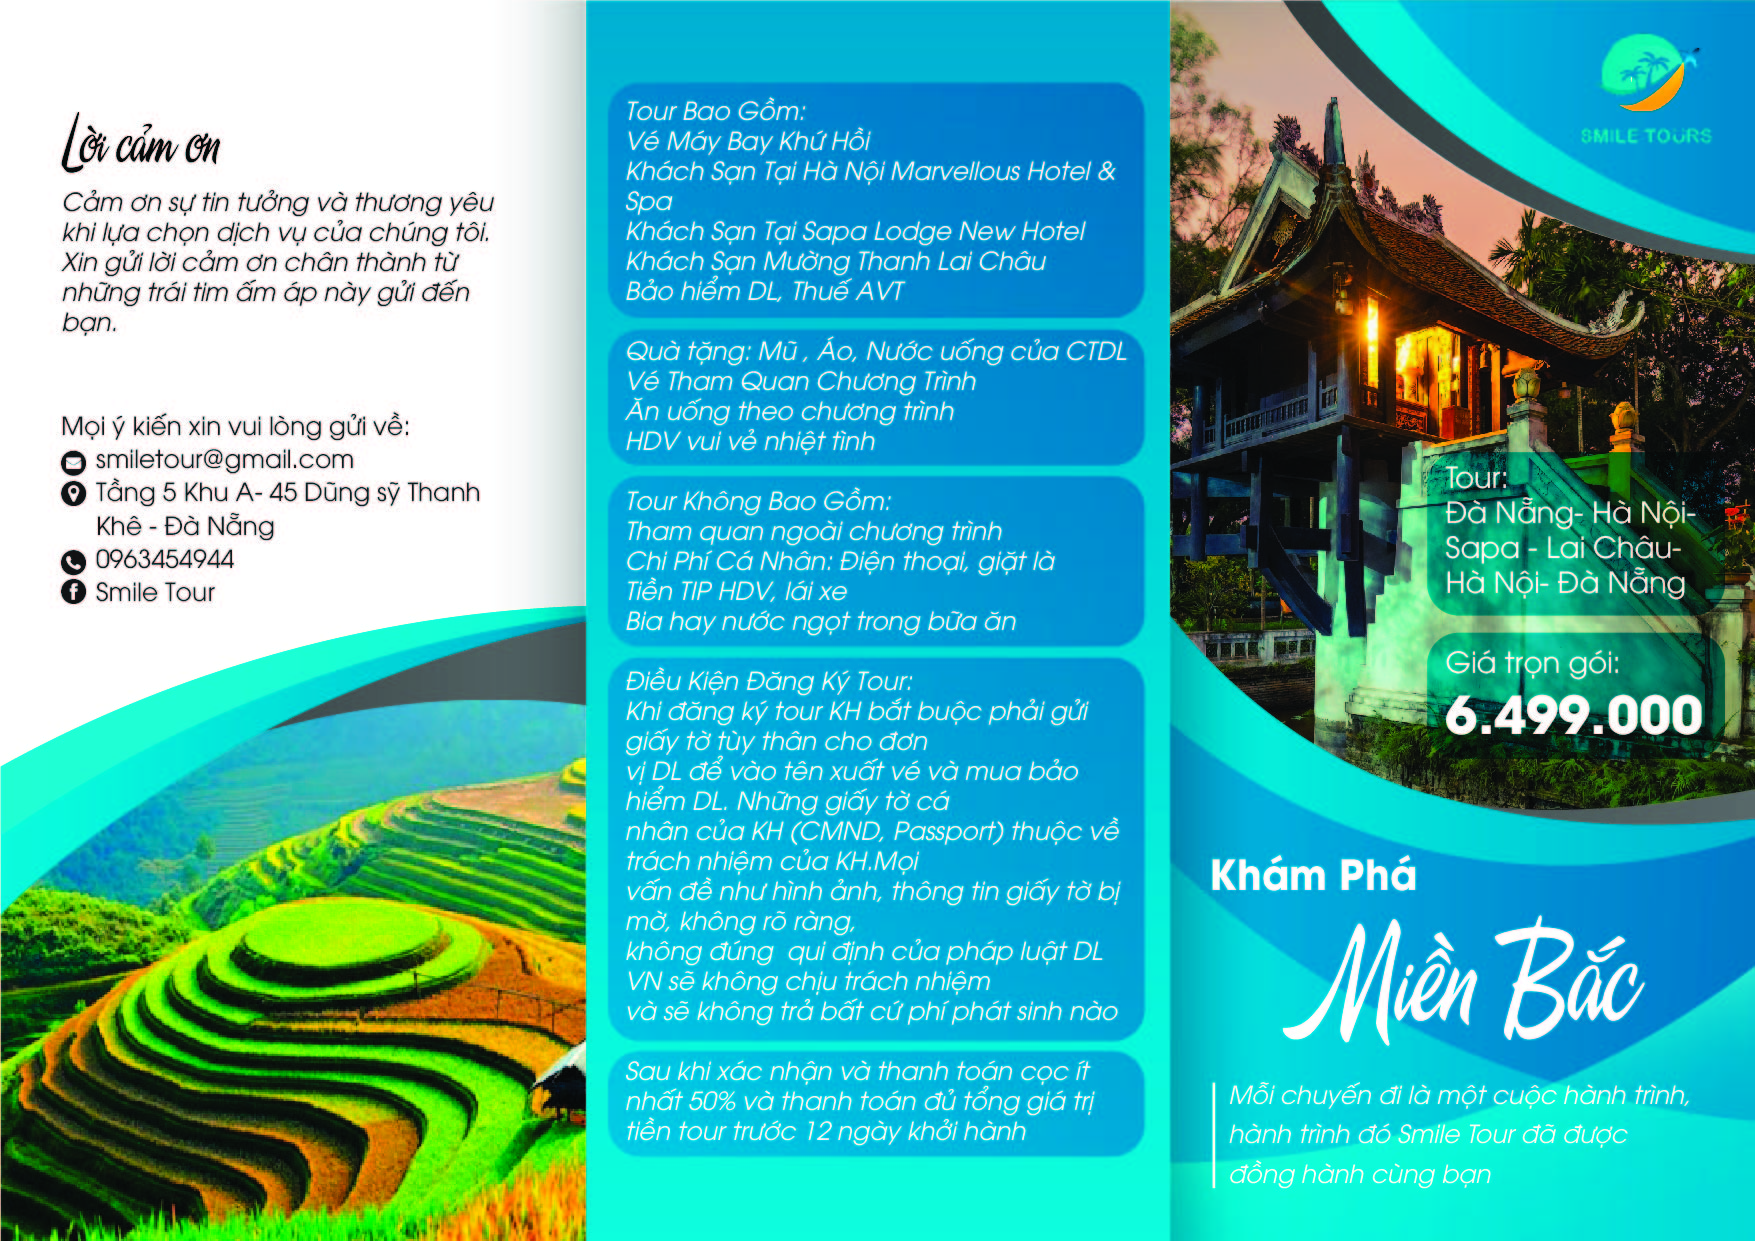 Lời cảm ơn
Cảm ơn sự tin tưởng và thương yêu
khi lựa chọn dịch vụ của chúng tôi.
Xin gửi lời cảm ơn chân thành từ
những trái tim ấm áp này gửi đến
bạn.
Mọi ý kiến xin vui lòng gửi về:
smiletour@gmail.com
Tầng 5 Khu A- 45 Dũng sỹ Thanh
Khê - Đà Nẵng
0963454944
Smile Tour
Tour Bao Gồm:
Vé Máy Bay Khứ Hồi
Khách Sạn Tại Hà Nội Marvellous Hotel &
Spa
Khách Sạn Tại Sapa Lodge New Hotel
Khách Sạn Mường Thanh Lai Châu
Bảo hiểm DL, Thuế AVT
Quà tặng: Mũ , Áo, Nước uống của CTDL
Vé Tham Quan Chương Trình
Ăn uống theo chương trình
HDV vui vẻ nhiệt tình
Tour Không Bao Gồm:
Tham quan ngoài chương trình
Chi Phí Cá Nhân: Điện thoại, giặt là
Tiền TIP HDV, lái xe
Bia hay nước ngọt trong bữa ăn
Điều Kiện Đăng Ký Tour:
Khi đăng ký tour KH bắt buộc phải gửi
giấy tờ tùy thân cho đơn
vị DL để vào tên xuất vé và mua bảo
hiểm DL. Những giấy tờ cá
nhân của KH (CMND, Passport) thuộc về
trách nhiệm của KH.Mọi
vấn đề như hình ảnh, thông tin giấy tờ bị
mờ, không rõ ràng,
không đúng  qui định của pháp luật DL
VN sẽ không chịu trách nhiệm
và sẽ không trả bất cứ phí phát sinh nào
Sau khi xác nhận và thanh toán cọc ít
nhất 50% và thanh toán đủ tổng giá trị
tiền tour trước 12 ngày khởi hành
SMILE TOURS
Tour:
Đà Nẵng- Hà Nội-
Sapa - Lai Châu-
Hà Nội- Đà Nẵng
Giá trọn gói:
6.499.000
Khám Phá
Miền Bắc
Mỗi chuyến đi là một cuộc hành trình,
hành trình đó Smile Tour đã được
đồng hành cùng bạn